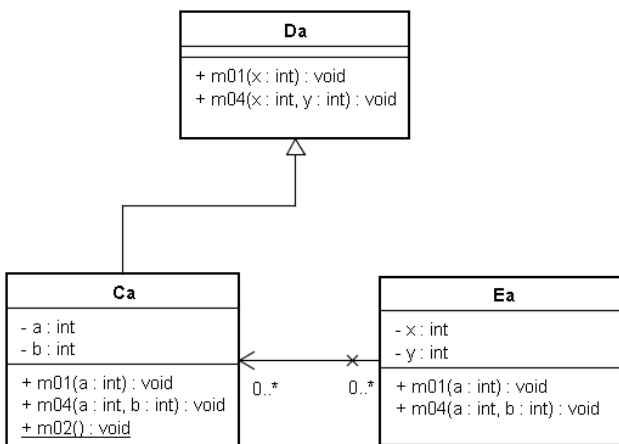 Da
+ m01(x : int) : void
+ m04(x : int, y : int) : void
Ca
- a : int
- b : int
+ m01(a : int) : void
+ m04(a : int, b : int) : void
+ m02() : void
0..*
0..*
Ea
- x : int
- y : int
+ m01(a : int) : void
+ m04(a : int, b : int) : void